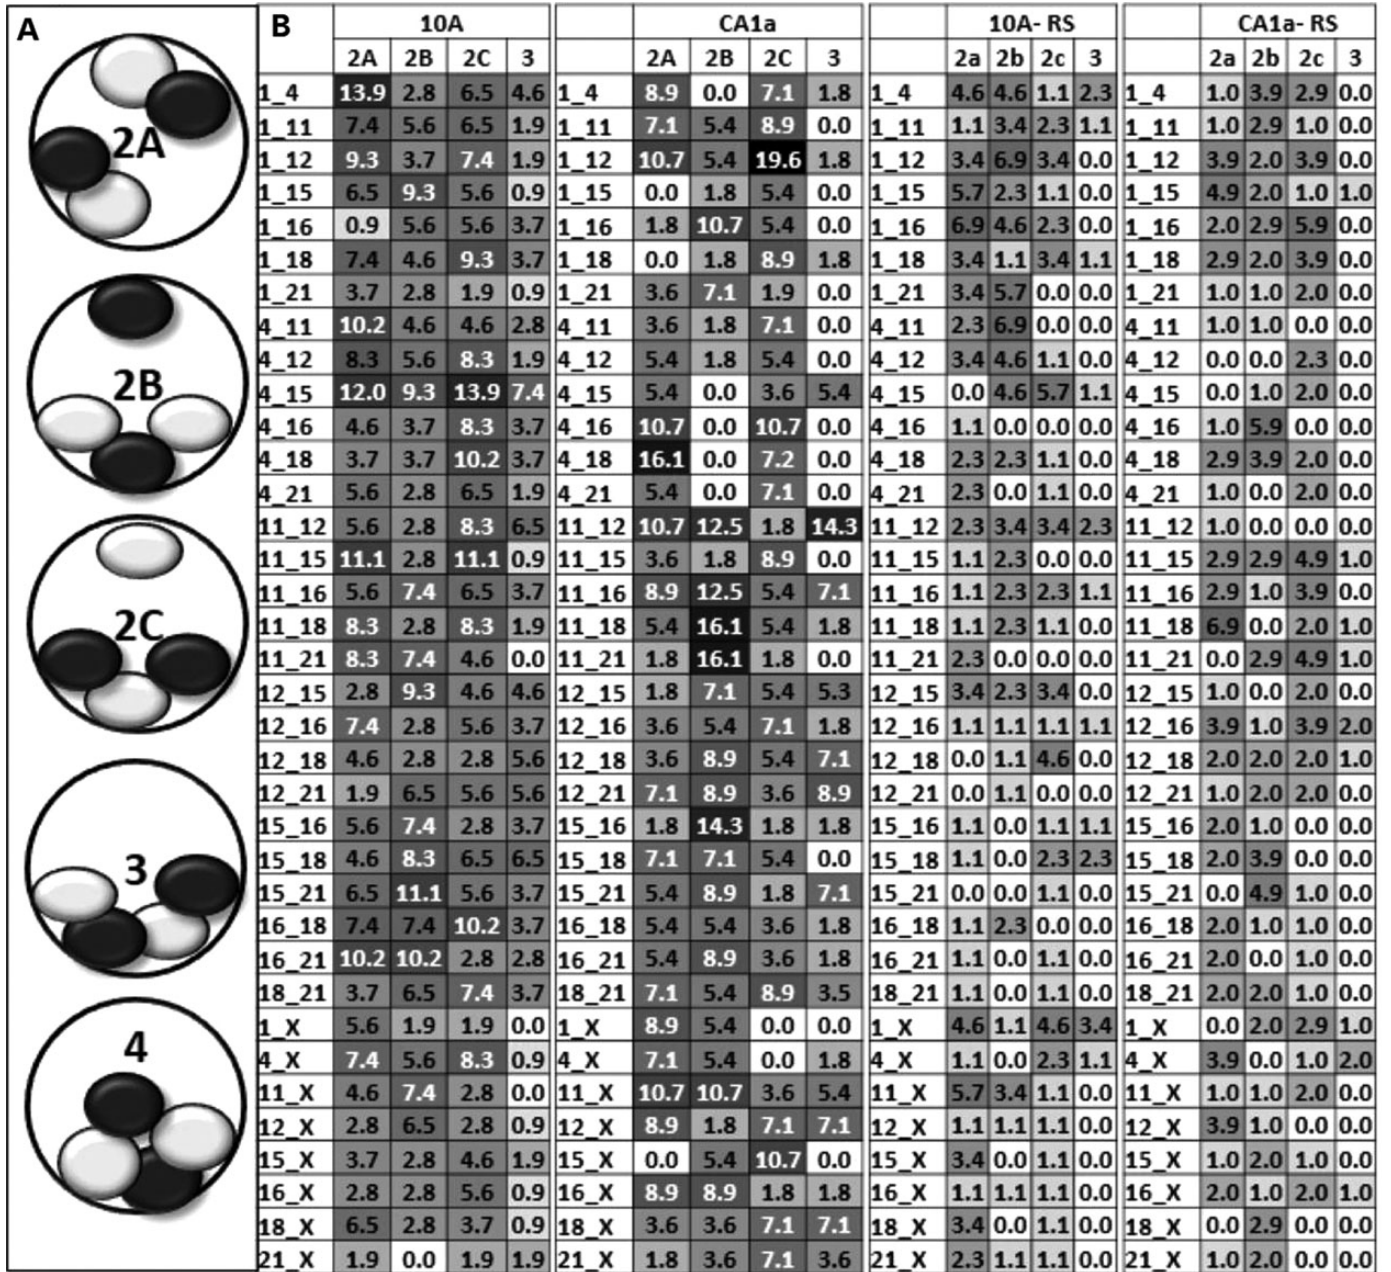 A
2A
2B
2C
3
4
B 10A CA1a 10A- RS CA1a- RS
2A 2B 2C 3 2A 2B 2C 3 2a 2b 2c 3 2a 2b 2c 3
1_4 13.9 2.8 6.5 4.6 1_4 8.9 0.0 7.1 1.8 1_4 4.6 4.6 1.1 2.3 1_4 1.0 3.9 2.9 0.0
1_11 7.4 5.6 6.5 1.9 1_11 7.1 5.4 8.9 0.0 1_11 1.1 3.4 2.3 1.1 1_11 1.0 2.9 1.0 0.0
1_12 9.3 3.7 7.4 1.9 1_12 10.7 5.4 19.6 1.8 1_12 3.4 6.9 3.4 0.0 1_12 3.9 2.0 3.9 0.0
1_15 6.5 9.3 5.6 0.9 1_15 0.0 1.8 5.4 0.0 1_15 5.7 2.3 1.1 0.0 1_15 4.9 2.0 1.0 1.0
1_16 0.9 5.6 5.6 3.7 1_16 1.8 10.7 5.4 0.0 1_16 6.9 4.6 2.3 0.0 1_16 2.0 2.9 5.9 0.0
1_18 7.4 4.6 9.3 3.7 1_18 0.0 1.8 8.9 1.8 1_18 3.4 1.1 3.4 1.1 1_18 2.9 2.0 3.9 0.0
1_21 3.7 2.8 1.9 0.9 1_21 3.6 7.1 1.9 0.0 1_21 3.4 5.7 0.0 0.0 1_21 1.0 1.0 2.0 0.0
4_11 10.2 4.6 4.6 2.8 4_11 3.6 1.8 7.1 0.0 4_11 2.3 6.9 0.0 0.0 4_11 1.0 1.0 0.0 0.0
4_12 8.3 5.6 8.3 1.9 4_12 5.4 1.8 5.4 0.0 4_12 3.4 4.6 1.1 0.0 4_12 0.0 0.0 2.3 0.0
4_15 12.0 9.3 13.9 7.4 4_15 5.4 0.0 3.6 5.4 4_15 0.0 4.6 5.7 1.1 4_15 0.0 1.0 2.0 0.0
4_16 4.6 3.7 8.3 3.7 4_16 10.7 0.0 10.7 0.0 4_16 1.1 0.0 0.0 0.0 4_16 1.0 5.9 0.0 0.0
4_18 3.7 3.7 10.2 3.7 4_18 16.1 0.0 7.2 0.0 4_18 2.3 2.3 1.1 0.0 4_18 2.9 3.9 2.0 0.0
4_21 5.6 2.8 6.5 1.9 4_21 5.4 0.0 7.1 0.0 4_21 2.3 0.0 1.1 0.0 4_21 1.0 0.0 2.0 0.0
11_12 5.6 2.8 8.3 6.5 11_12 10.7 12.5 1.8 14.3 11_12 2.3 3.4 3.4 2.3 11_12 1.0 0.0 0.0 0.0
11_15 11.1 2.8 11.1 0.9 11_15 3.6 1.8 8.9 0.0 11_15 1.1 2.3 0.0 0.0 11_15 2.9 2.9 4.9 1.0
11_16 5.6 7.4 6.5 3.7 11_16 8.9 12.5 5.4 7.1 11_16 1.1 2.3 2.3 1.1 11_16 2.9 1.0 3.9 0.0
11_18 8.3 2.8 8.3 1.9 11_18 5.4 16.1 5.4 1.8 11_18 1.1 2.3 1.1 0.0 11_18 6.9 0.0 2.0 1.0
11_21 8.3 7.4 4.6 0.0 11_21 1.8 16.1 1.8 0.0 11_21 2.3 0.0 0.0 0.0 11_21 0.0 2.9 4.9 1.0
12_15 2.8 9.3 4.6 4.6 12_15 1.8 7.1 5.4 5.3 12_15 3.4 2.3 3.4 0.0 12_15 1.0 0.0 2.0 0.0
12_16 7.4 2.8 5.6 3.7 12_16 3.6 5.4 7.1 1.8 12_16 1.1 1.1 1.1 1.1 12_16 3.9 1.0 3.9 2.0
12_18 4.6 2.8 2.8 5.6 12_18 3.6 8.9 5.4 7.1 12_18 0.0 1.1 4.6 0.0 12_18 2.0 2.0 2.0 1.0
12_21 1.9 6.5 5.6 5.6 12_21 7.1 8.9 3.6 8.9 12_21 0.0 1.1 0.0 0.0 12_21 1.0 2.0 2.0 0.0
15_16 5.6 7.4 2.8 3.7 15_16 1.8 14.3 1.8 1.8 15_16 1.1 0.0 1.1 1.1 15_16 2.0 1.0 0.0 0.0
15_18 4.6 8.3 6.5 6.5 15_18 7.1 7.1 5.4 0.0 15_18 1.1 0.0 2.3 2.3 15_18 2.0 3.9 0.0 0.0
15_21 6.5 11.1 5.6 3.7 15_21 5.4 8.9 1.8 7.1 15_21 0.0 0.0 1.1 0.0 15_21 0.0 4.9 1.0 0.0
16_18 7.4 7.4 10.2 3.7 16_18 5.4 5.4 3.6 1.8 16_18 1.1 2.3 0.0 0.0 16_18 2.0 1.0 1.0 0.0
16_21 10.2 10.2 2.8 2.8 16_21 5.4 8.9 3.6 1.8 16_21 1.1 0.0 1.1 0.0 16_21 2.0 0.0 1.0 0.0
18_21 3.7 6.5 7.4 3.7 18_21 7.1 5.4 8.9 3.5 18_21 1.1 0.0 1.1 0.0 18_21 2.0 2.0 1.0 0.0
1_X 5.6 1.9 1.9 0.0 1_X 8.9 5.4 0.0 0.0 1_X 4.6 1.1 4.6 3.4 1_X 0.0 2.0 2.9 1.0
4_X 7.4 5.6 8.3 0.9 4_X 7.1 5.4 0.0 1.8 4_X 1.1 0.0 2.3 1.1 4_X 3.9 0.0 1.0 2.0
11_X 4.6 7.4 2.8 0.0 11_X 10.7 10.7 3.6 5.4 11_X 5.7 3.4 1.1 0.0 11_X 1.0 1.0 2.0 0.0
12_X 2.8 6.5 2.8 0.9 12_X 8.9 1.8 7.1 7.1 12_X 1.1 1.1 1.1 0.0 12_X 3.9 1.0 0.0 0.0
15_X 3.7 2.8 4.6 1.9 15_X 0.0 5.4 10.7 0.0 15_X 3.4 0.0 1.1 0.0 15_X 1.0 2.0 1.0 0.0
16_X 2.8 2.8 5.6 0.9 16_X 8.9 8.9 1.8 1.8 16_X 1.1 1.1 1.1 0.0 16_X 2.0 1.0 2.0 1.0
18_X 6.5 2.8 3.7 0.9 18_X 3.6 3.6 7.1 7.1 18_X 3.4 0.0 1.1 0.0 18_X 0.0 2.9 0.0 0.0
21_X 1.9 0.0 1.9 1.9 21_X 1.8 3.6 7.1 3.6 21_X 2.3 1.1 1.1 0.0 21_X 1.0 2.0 0.0 0.0